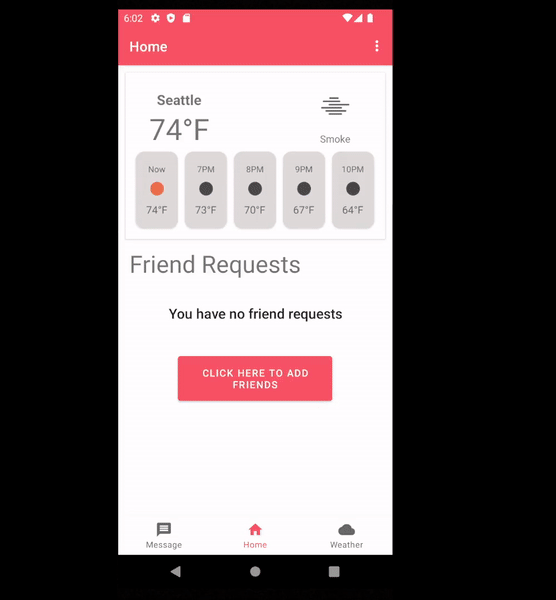 6:02
Home
Seattle
74°F
Smoke
Now 7PM 8PM 9PM 10PM
74°F 73°F 70°F 67°F 64°F
Friend Requests
You have no friend requests
CLICK HERE TO ADD
FRIENDS
Message Home Weather